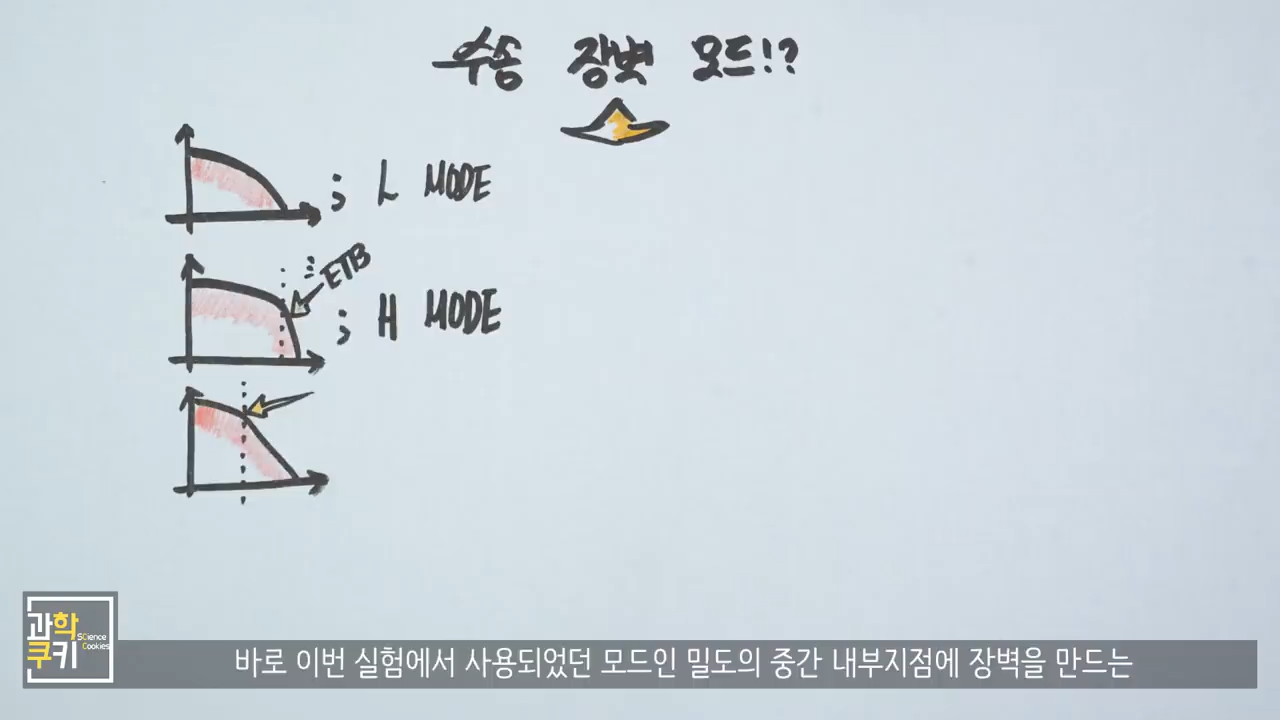 수송 장벽 모드!?
; L MODE
ETB
; H MODE
과학
쿠키
Science
Cookies
바로 이번 실험에서 사용되었던 모드인 밀도의 중간 내부지점에 장벽을 만드는